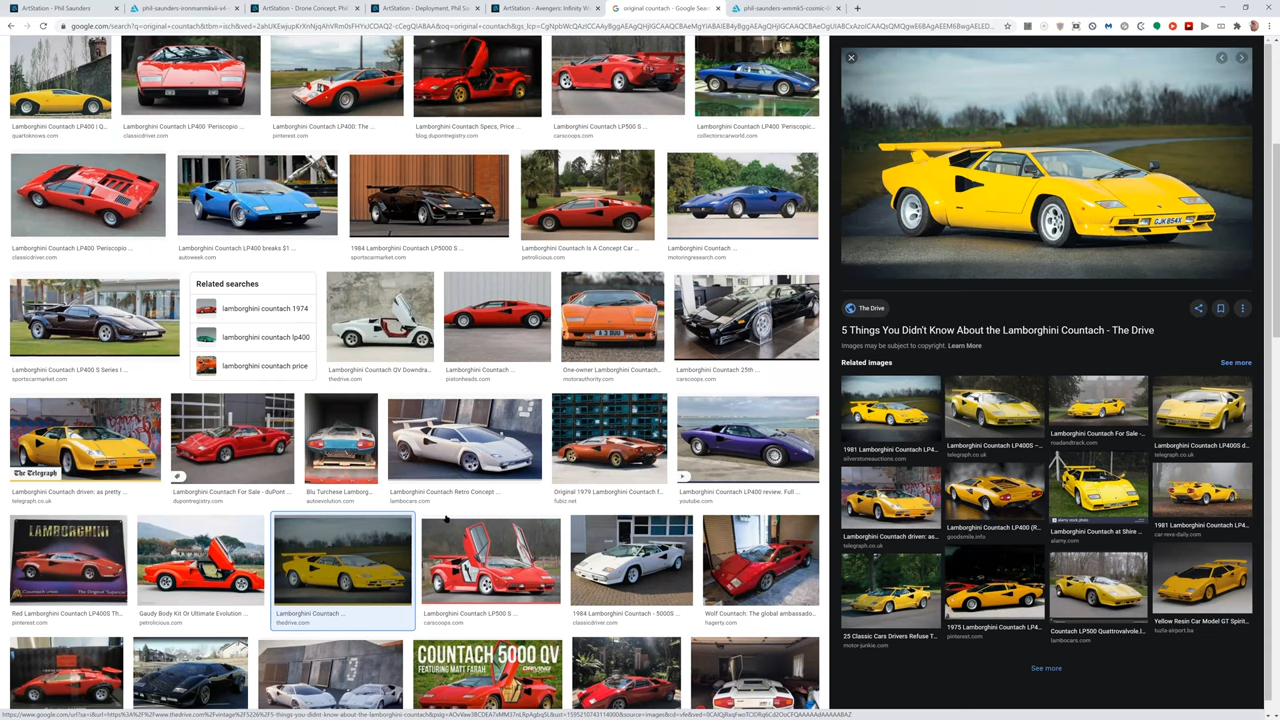 ArtStation - Phil Saunders
phil-saunders-ironmanmkvii-v4-
ArtStation - Drone Concept, Phil
ArtStation - Deployment, Phil Sa
ArtStation - Avengers: Infinity W
original countach - Google Sear
phil-saunders-wmmk5-cosmic-0
Lamborghini Countach LP400 I Q...
quartoknows.com
Lamborghini Countach LP400 'Periscopio ...
classicdriver.com
Lamborghini Countach LP400: The ...
pinterest.com
Lamborghini Countach Specs, Price ...
blog.dupontregistry.com
Lamborghini Countach LP500 S ...
carscoops.com
Lamborghini Countach LP400 'Periscopic...
collectorscarworld.com
Lamborghini Countach LP400 'Periscopio ...
classicdriver.com
Lamborghini Countach LP400 breaks $1 ...
autoweek.com
1984 Lamborghini Countach LP5000 S ...
sportscarmarket.com
Lamborghini Countach Is A Concept Car ...
petrolicious.com
Lamborghini Countach ...
motoringresearch.com
Lamborghini Countach LP400 S Series I ...
sportscarmarket.com
Related searches
lamborghini countach 1974
lamborghini countach lp400
lamborghini countach price
Lamborghini Countach QV Downdra...
thedrive.com
Lamborghini Countach ...
pistonheads.com
One-owner Lamborghini Countach...
motorauthority.com
Lamborghini Countach 25th ...
carscoops.com
The Telegraph
Lamborghini Countach driven: as pretty ...
telegraph.co.uk
Lamborghini Countach For Sale - duPont ...
dupontregistry.com
Blu Turchese Lamborg...
autoevolution.com
Lamborghini Countach Retro Concept ...
lambocars.com
Original 1979 Lamborghini Countach f...
fubiz.net
Lamborghini Countach LP400 review. Full ...
youtube.com
LAMBORGHINI
Red Lamborghini Countach LP400S Th...
pinterest.com
Gaudy Body Kit Or Ultimate Evolution ...
petrolicious.com
Lamborghini Countach ...
thedrive.com
Lamborghini Countach LP500 S ...
carscoops.com
1984 Lamborghini Countach - 5000S ...
classicdriver.com
Wolf Countach: The global ambassado...
hagerty.com
COUNTACH 5000 QV
FEATURING MATT FARAH
GJK 854X
The Drive
5 Things You Didn't Know About the Lamborghini Countach - The Drive
Images may be subject to copyright. Learn More
Related images
See more
1981 Lamborghini LP4...
silverstoneauctions.com
Lamborghini Countach LP400S –...
telegraph.co.uk
Lamborghini Countach For Sale -...
roadandtrack.com
Lamborghini Countach LP400S d...
telegraph.co.uk
Lamborghini Countach driven: as...
telegraph.co.uk
Lamborghini Countach LP400 (R...
goodsmile.info
alamy stock photo
Lamborghini Countach at Shire ...
alamy.com
1981 Lamborghini LP4...
car-revs-daily.com
25 Classic Cars Drivers Refuse T...
motor-junkie.com
1975 Lamborghini Countach LP4...
pinterest.com
Countach LP500 Quattrovalvole.I...
lambocars.com
Yellow Resin Car Model GT Spirit...
tuzla-airport.ba
See more